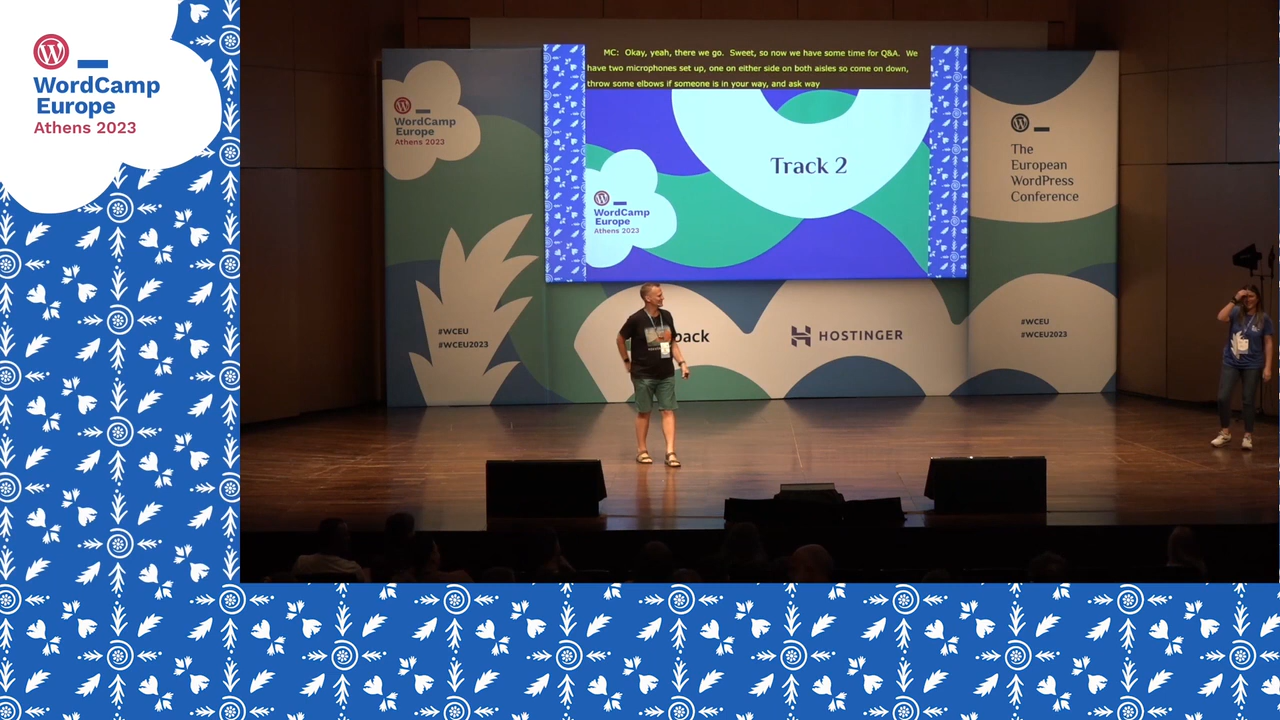 WordCamp
Europe
Athens 2023
MC: Okay, yeah, there we go. Sweet, so now we have some time for Q&A. We
have two microphones set up, one on either side on both aisles so come on down,
throw some elbows if someone is in your way, and ask way
Track 2
WordCamp
Europe
Athens 2023
WordCamp
Europe
Athens 2023
The
European
WordPress
Conference
#WCEU
#WCEU2023
pack
HOSTINGER
#WCEU
#WCEU2023